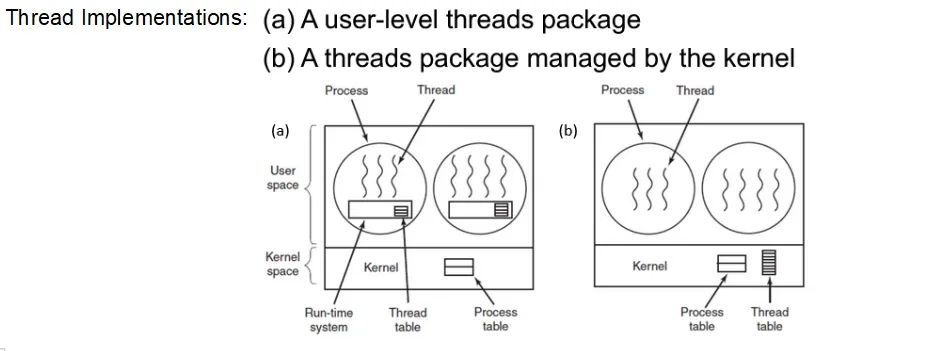 Thread Implementations: (a) A user-level threads package
(b) A threads package managed by the kernel
Process Thread
Process Thread
(a)
(b)
User
space
Kernel
space
Kernel
Kernel
Run-time
system
Thread
table
Process
table
Process
table
Thread
table